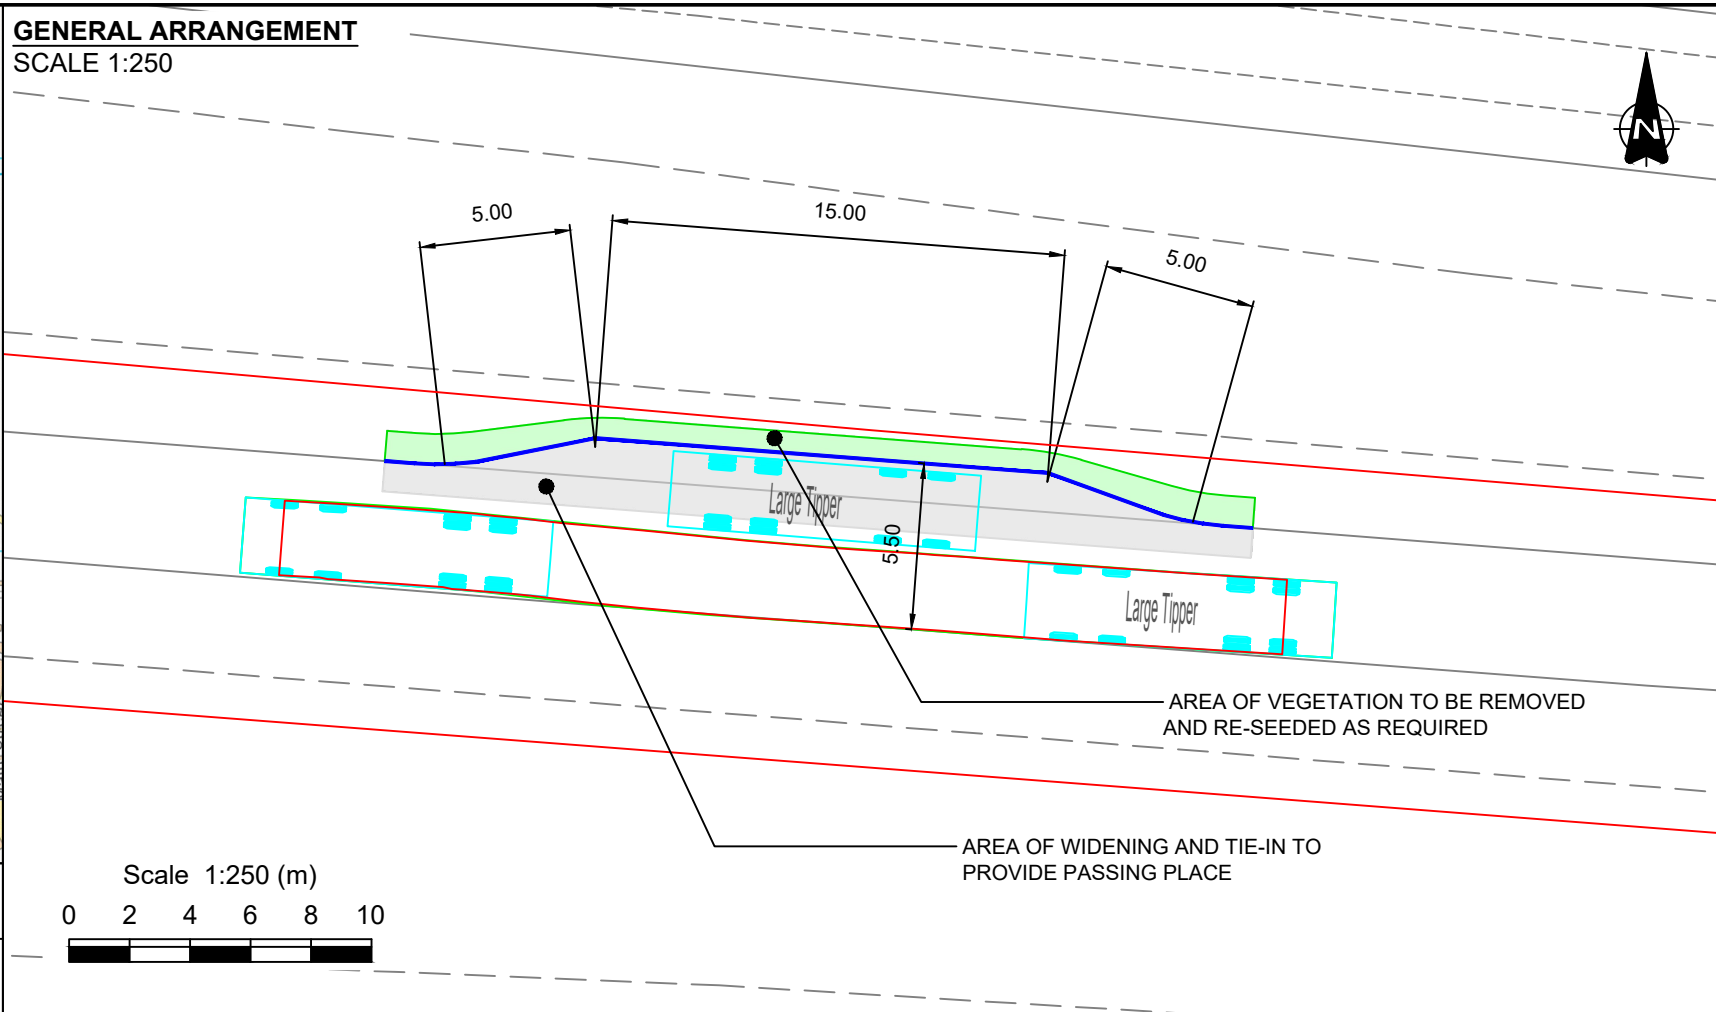 GENERAL ARRANGEMENT
SCALE 1:250
N
5.00
15.00
5.00
Large Tipper
5.50
Large Tipper
AREA OF VEGETATION TO BE REMOVED
AND RE-SEEDED AS REQUIRED
AREA OF WIDENING AND TIE-IN TO
PROVIDE PASSING PLACE
Scale 1:250 (m)
0 2 4 6 8 10